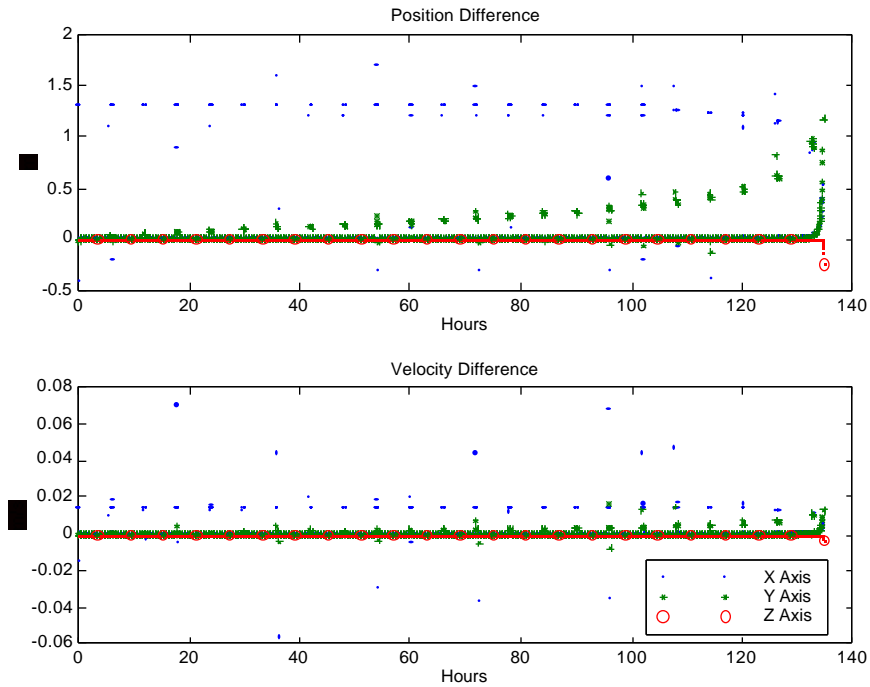 Position Difference
2
1.5
1
0.5
0
-0.5
0 20 40 60 80 100 120 140
Hours
Velocity Difference
0.08
0.06
0.04
0.02
0
-0.02
-0.04
-0.06
0 20 40 60 80 100 120 140
Hours
X Axis
Y Axis
Z Axis